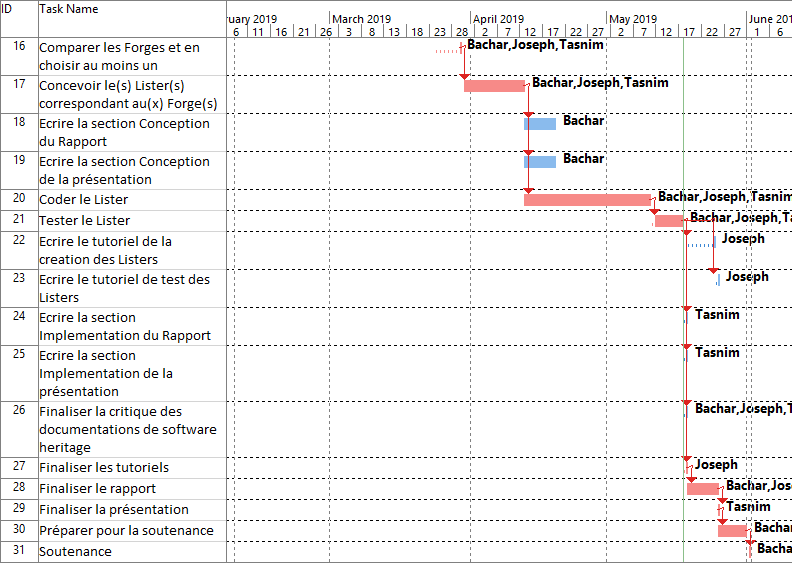 ID Task Name uary 2019 March 2019 April 2019 May 2019 June 201
6 11 16 21 26 3 8 13 18 23 28 2 7 12 17 22 27 2 7 12 17 22 27 1 6
16 Comparer les Forges et en
choisir au moins un
Bachar,Joseph,Tasnim
17 Concevoir le(s) Lister(s)
correspondant au(x) Forge(s)
Bachar,Joseph,Tasnim
18 Ecrire la section Conception
du Rapport
Bachar
19 Ecrire la section Conception
de la présentation
Bachar
20 Coder le Lister
Bachar,Joseph,Tasnim
21 Tester le Lister
Bachar,Joseph,Ta
22 Ecrire le tutoriel de la
creation des Listers
Joseph
23 Ecrire le tutoriel de test des
Listers
Joseph
24 Ecrire la section
Implementation du Rapport
Tasnim
25 Ecrire la section
Implementation de la
présentation
Tasnim
26 Finaliser la critique des
documentations de software
heritage
Bachar,Joseph,T
27 Finaliser les tutoriels
Joseph
28 Finaliser le rapport
Bachar,Jos
29 Finaliser la présentation
Tasnim
30 Préparer pour la soutenance
Bachar
31 Soutenance
Bacha